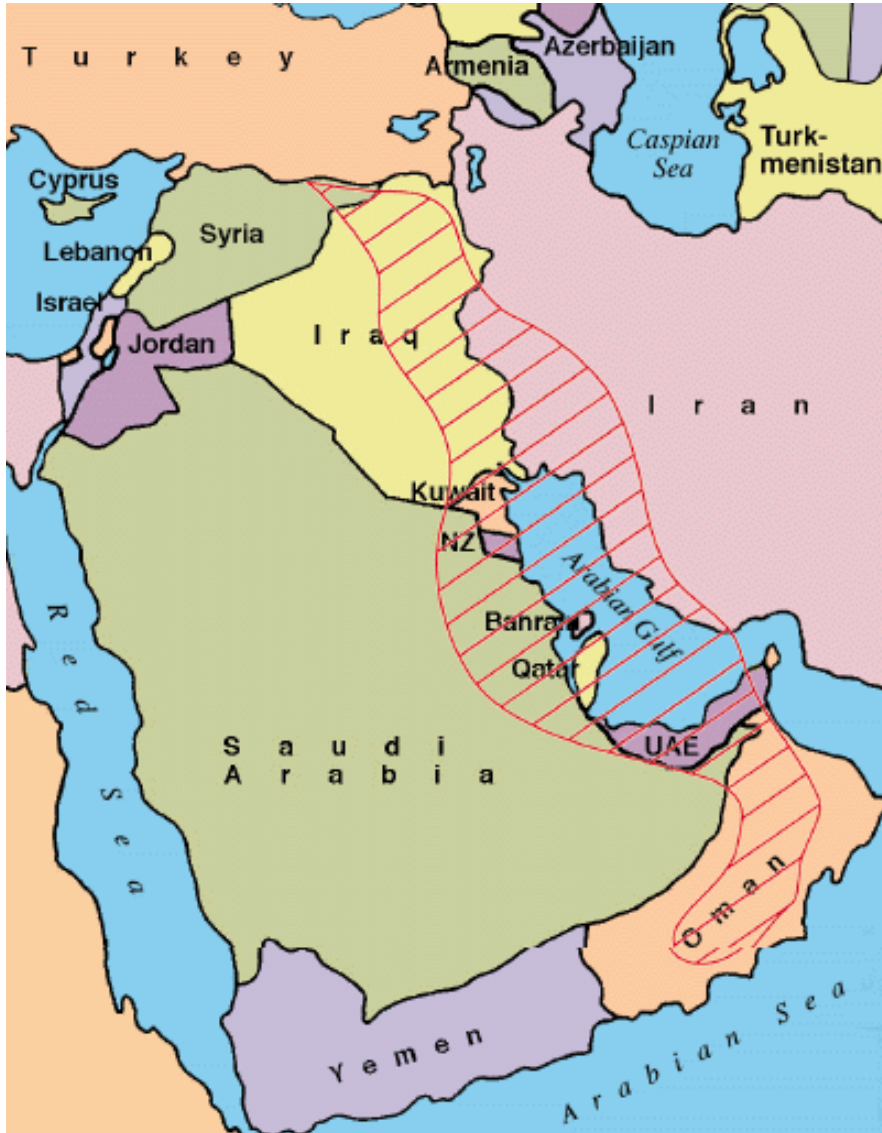 Turkey
Armenia
Azerbaijan
Caspian
Sea
Turk-
menistan
Cyprus
Syria
Lebanon
Israel
Jordan
Iraq
Iran
Kuwait
NZ
Arabian Gulf
Bahrain
Qatar
UAE
Saudi
Arabia
Red Sea
Oman
Yemen
Arabian Sea